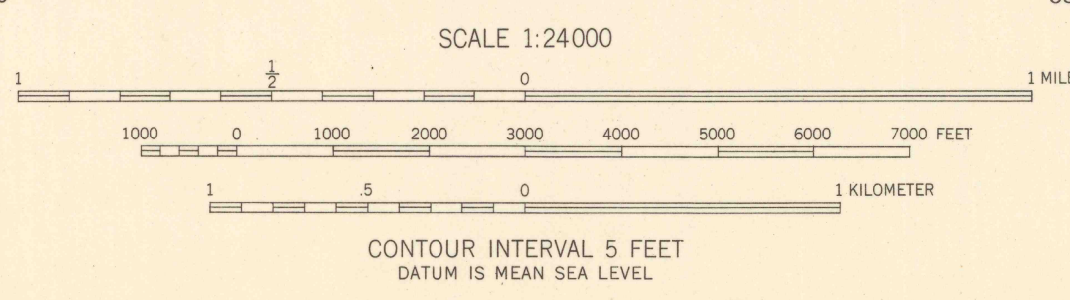 SCALE 1:24000
1 1/2 0 1 MILE
1000 0 1000 2000 3000 4000 5000 6000 7000 FEET
1 .5 0 1 KILOMETER
CONTOUR INTERVAL 5 FEET
DATUM IS MEAN SEA LEVEL